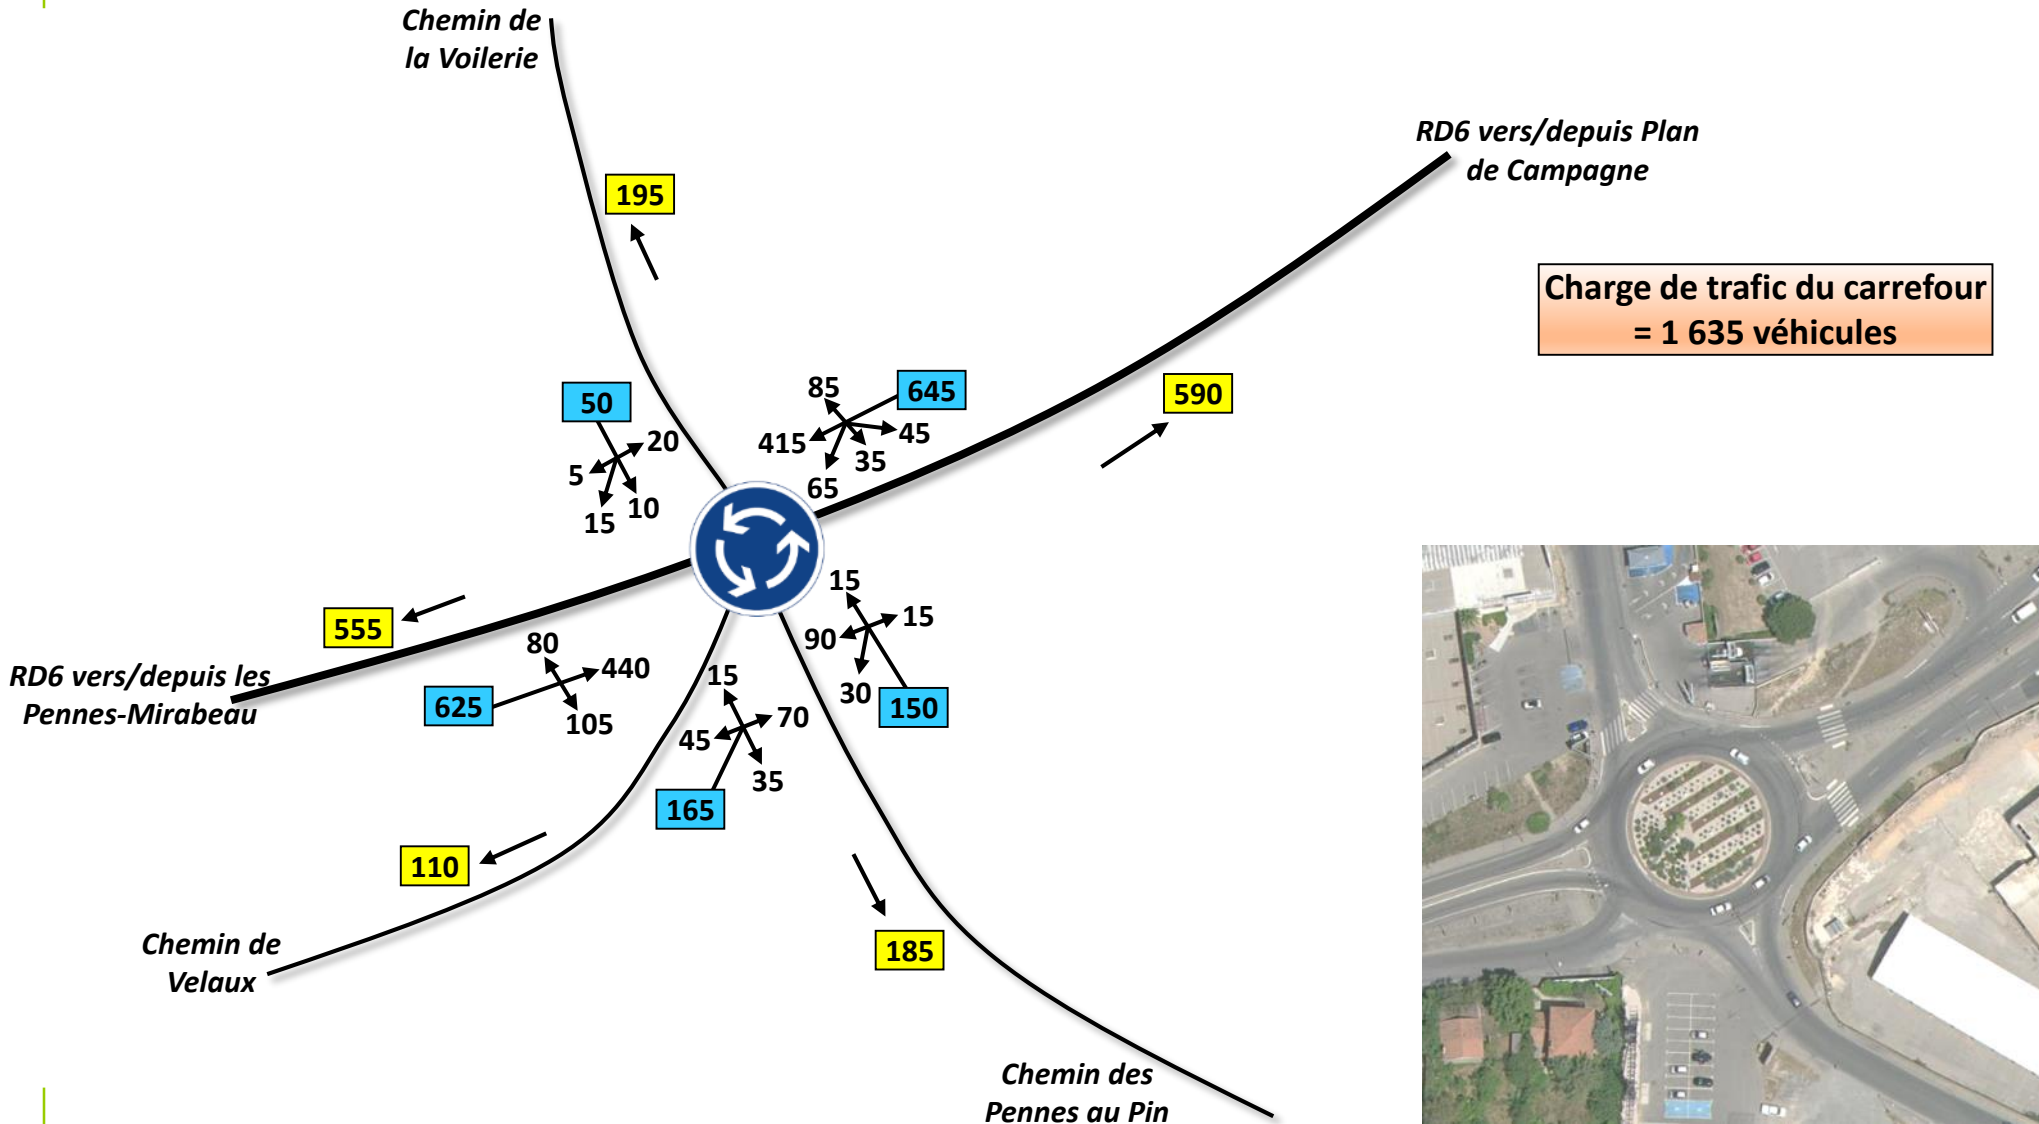 Chemin de
la Voilerie
RD6 vers/depuis Plan
de Campagne
195
Charge de trafic du carrefour
= 1 635 véhicules
50
20
5
15
10
85
645
415
45
35
65
590
555
RD6 vers/depuis les
Pennes-Mirabeau
80
440
625
105
15
70
45
35
165
15
15
90
30
150
110
185
Chemin de
Velaux
Chemin des
Pennes au Pin